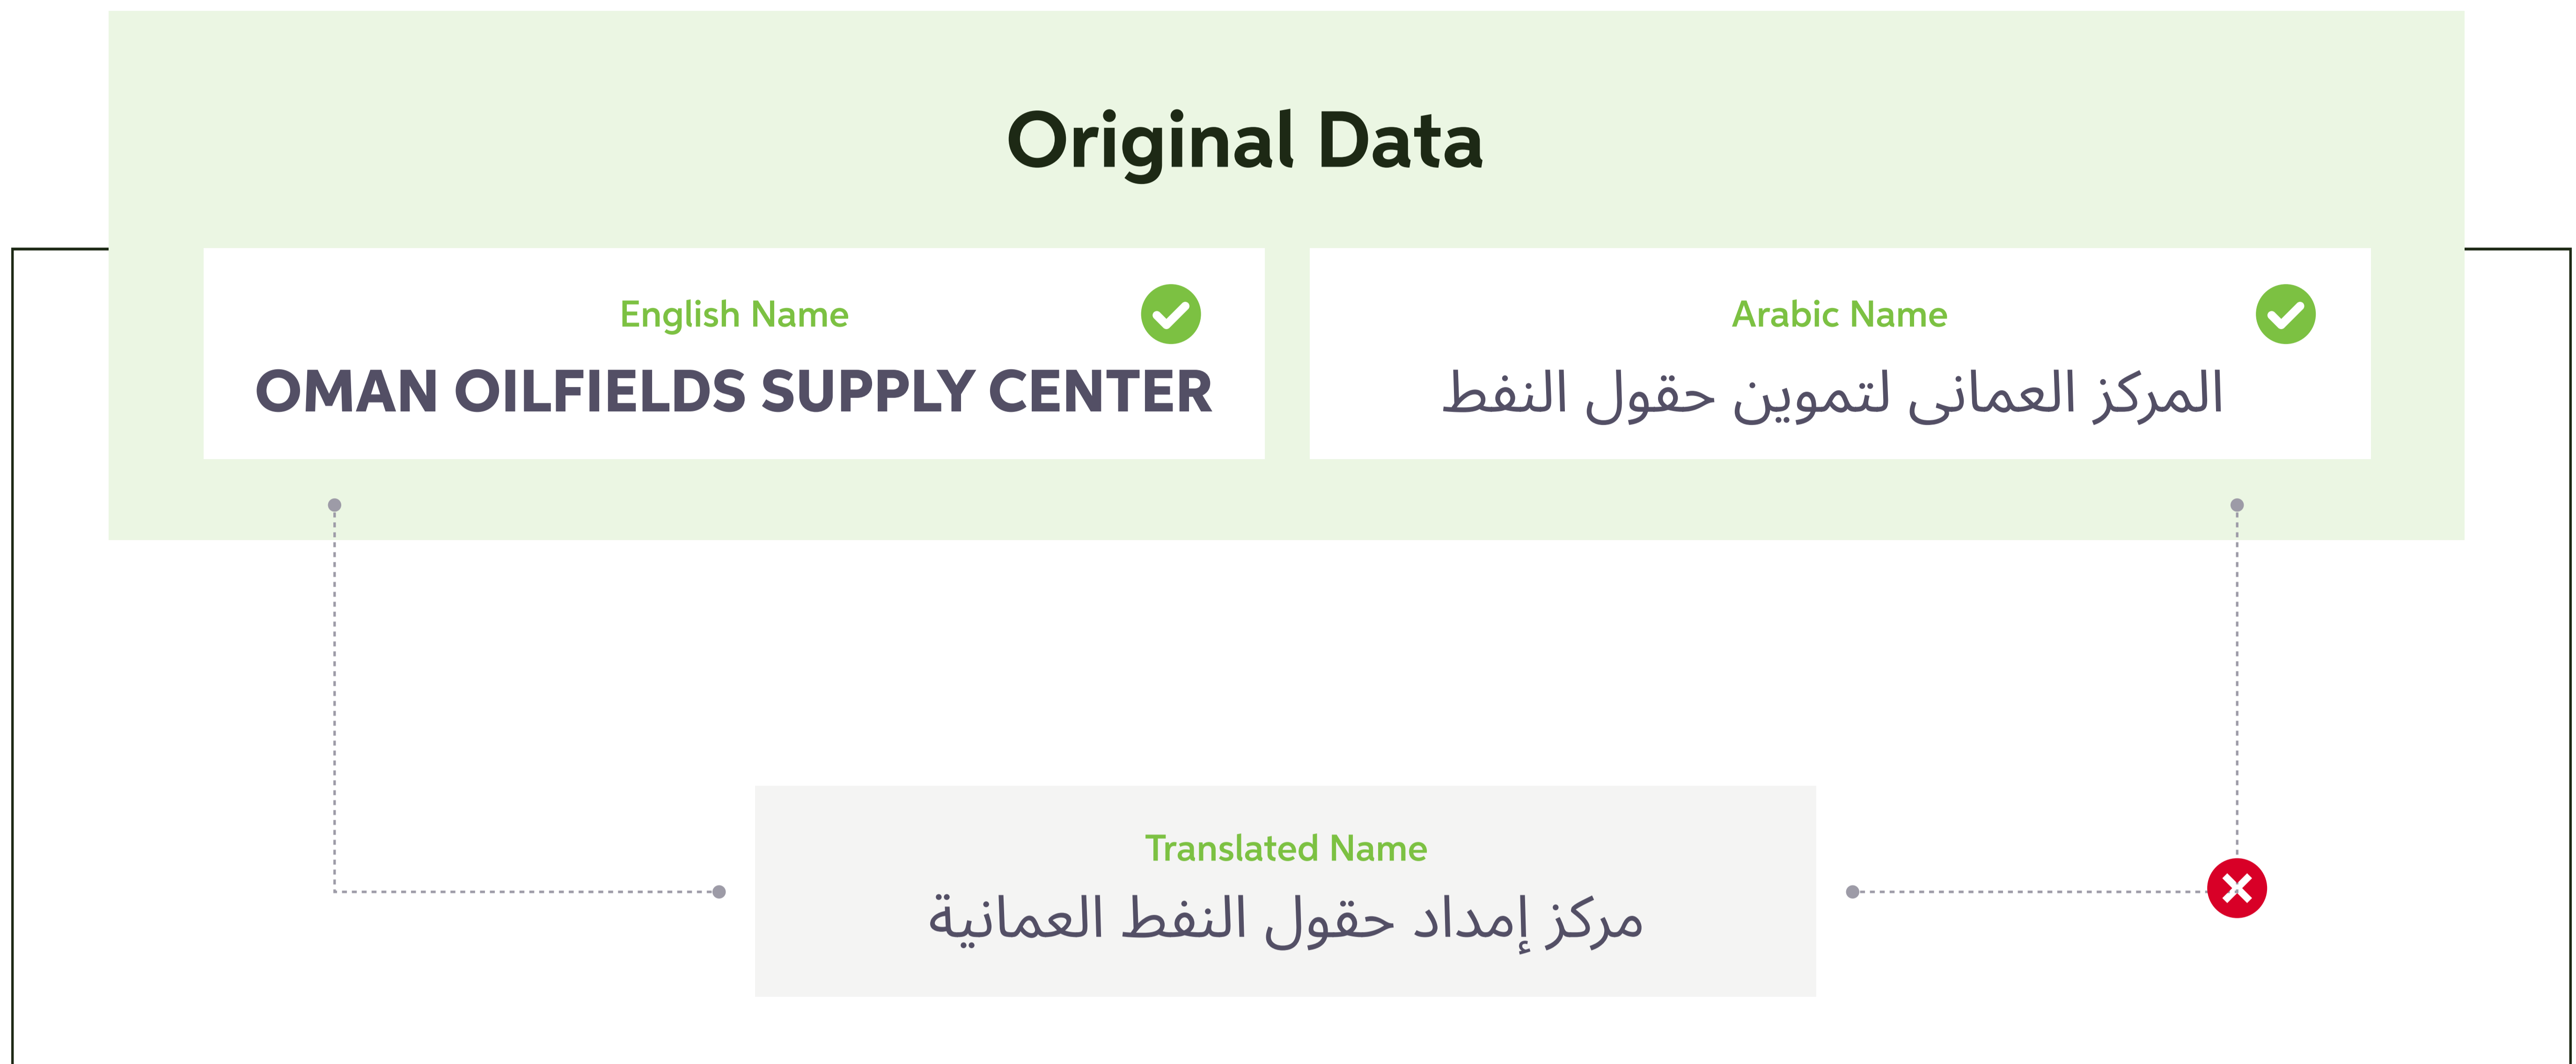 Original Data
English Name
OMAN OILFIELDS SUPPLY CENTER
Arabic Name
المركز العمانى لتموين حقول النفط
Translated Name
مركز إمداد حقول النفط العمانية